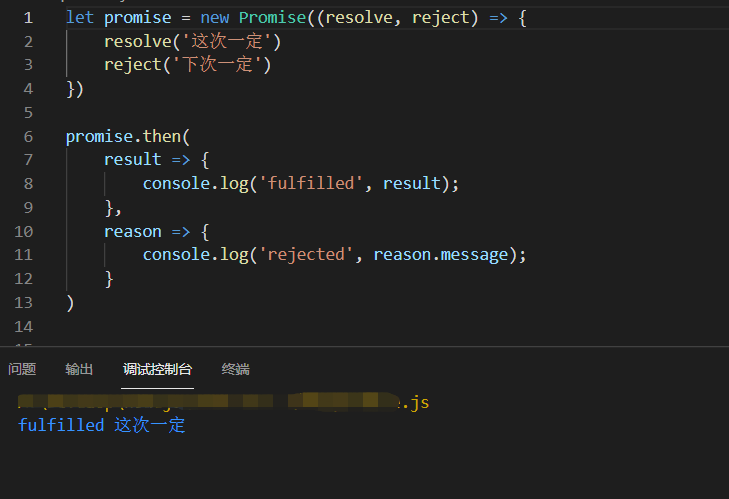 1 let promise = new Promise((resolve, reject) => {
2 resolve('这次一定')
3 reject('下次一定')
4 })
5
6 promise.then(
7 result => {
8 console.log('fulfilled', result);
9 },
10 reason => {
11 console.log('rejected', reason.message);
12 }
13 )
14
问题 输出 调试控制台 终端
.js
fulfilled 这次一定